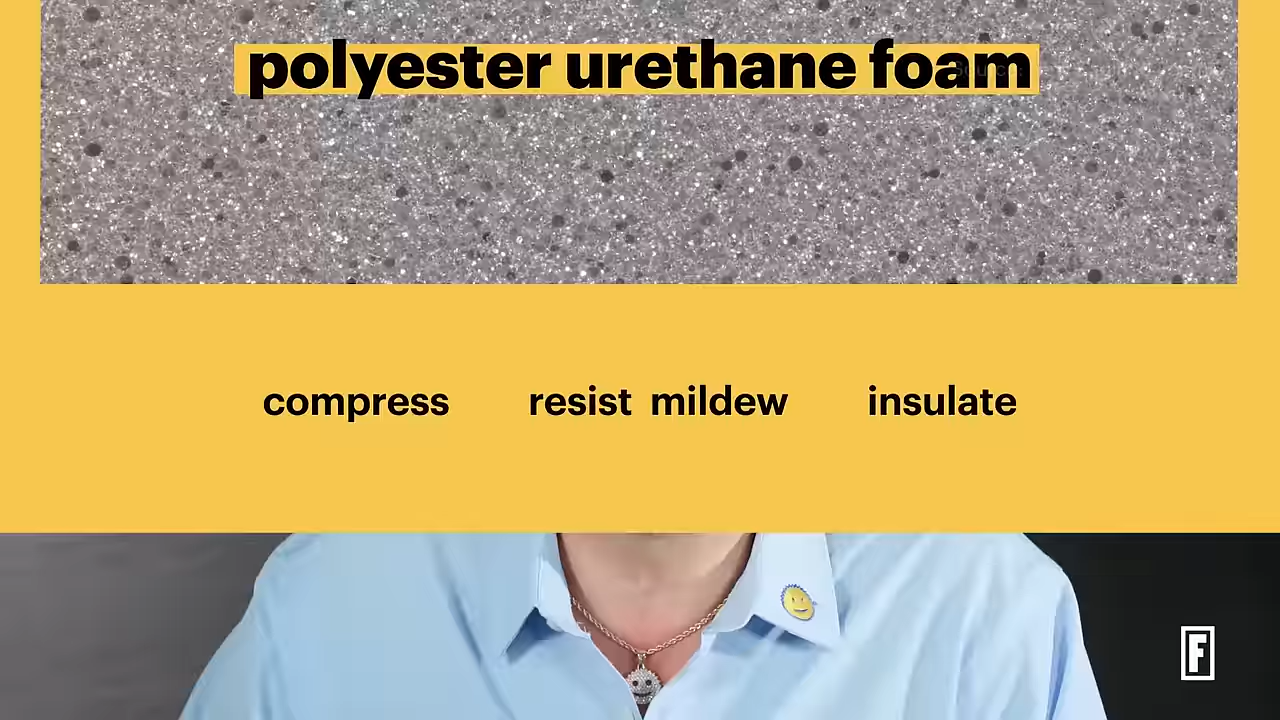 polyester urethane foam
compress resist mildew insulate
F